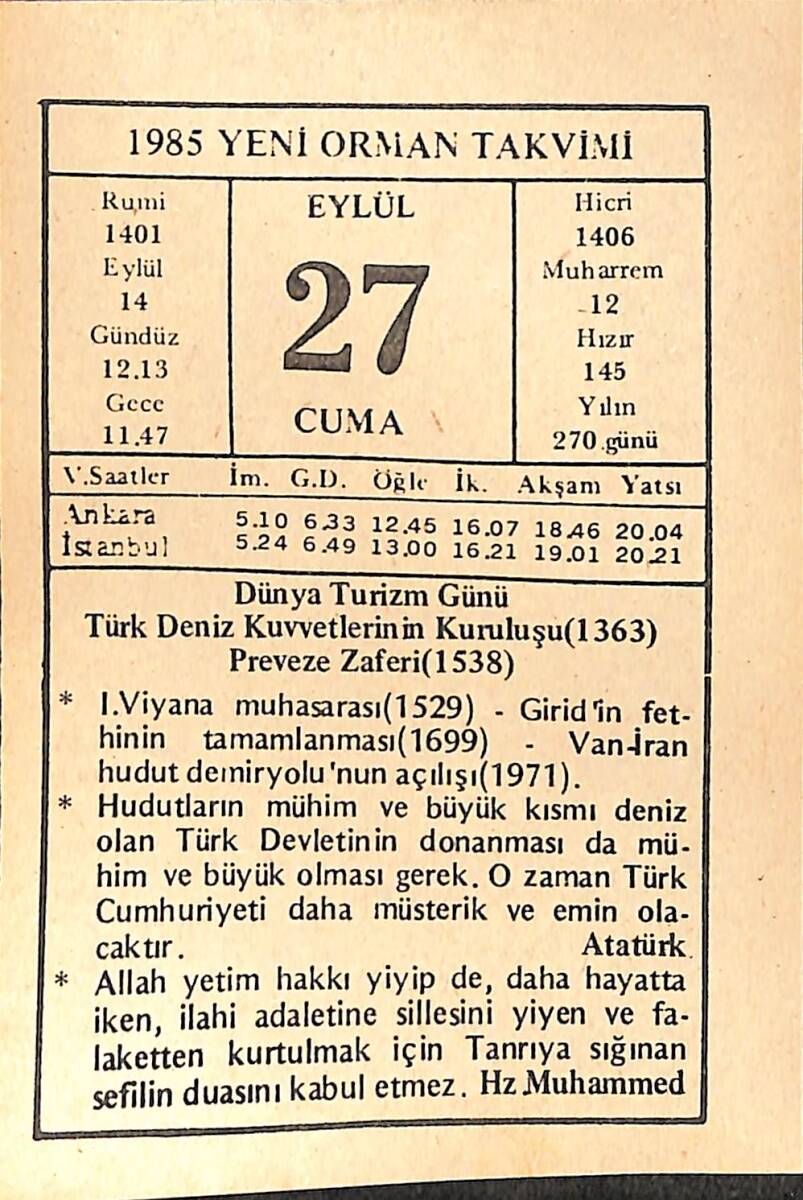 1985 YENİ ORMAN TAKVİMİ
Rumi
1401
Eylül
14
Gündüz
12.13
Gece
11.47
EYLÜL
27
CUMA
Hicri
1406
Muharrem
12
Hızır
145
Yılın
270.günü
V.Saatler İm. G.D. Öğle İk. Akşam Yatsı
Ankara 5.10 6.33 12.45 16.07 18.46 20.04
İstanbul 5.24 6.49 13.00 16.21 19.01 20.21
Dünya Turizm Günü
Türk Deniz Kuvvetlerinin Kuruluşu(1363)
Preveze Zaferi(1538)
* I.Viyana muhasarası(1529) - Girid'in fet-
hinin tamamlanması(1699) - Van-İran
hudut demiryolu'nun açılışı(1971).
* Hudutların mühim ve büyük kısmı deniz
olan Türk Devletinin donanması da mü-
him ve büyük olması gerek. O zaman Türk
Cumhuriyeti daha müsterik ve emin ola-
caktır. Atatürk.
* Allah yetim hakkı yiyip de, daha hayatta
iken, ilahi adaletine sillesini yiyen ve fa-
laketten kurtulmak için Tanrıya sığınan
sefilin duasını kabul etmez. Hz.Muhammed